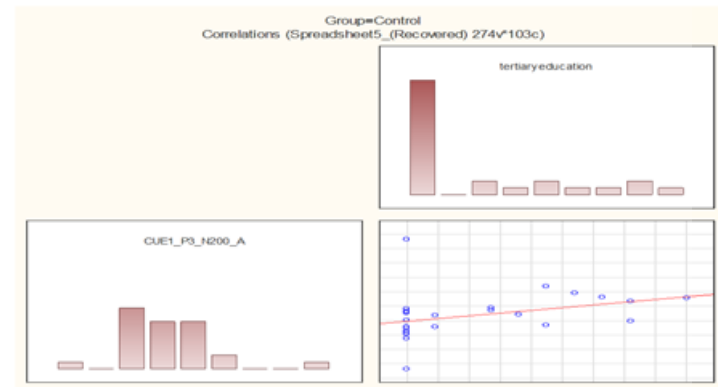 Group=Control
Correlations (Spreadsheet5_(Recovered) 274v*103c)
tertiaryeducation
CUE1_P3_N200_A